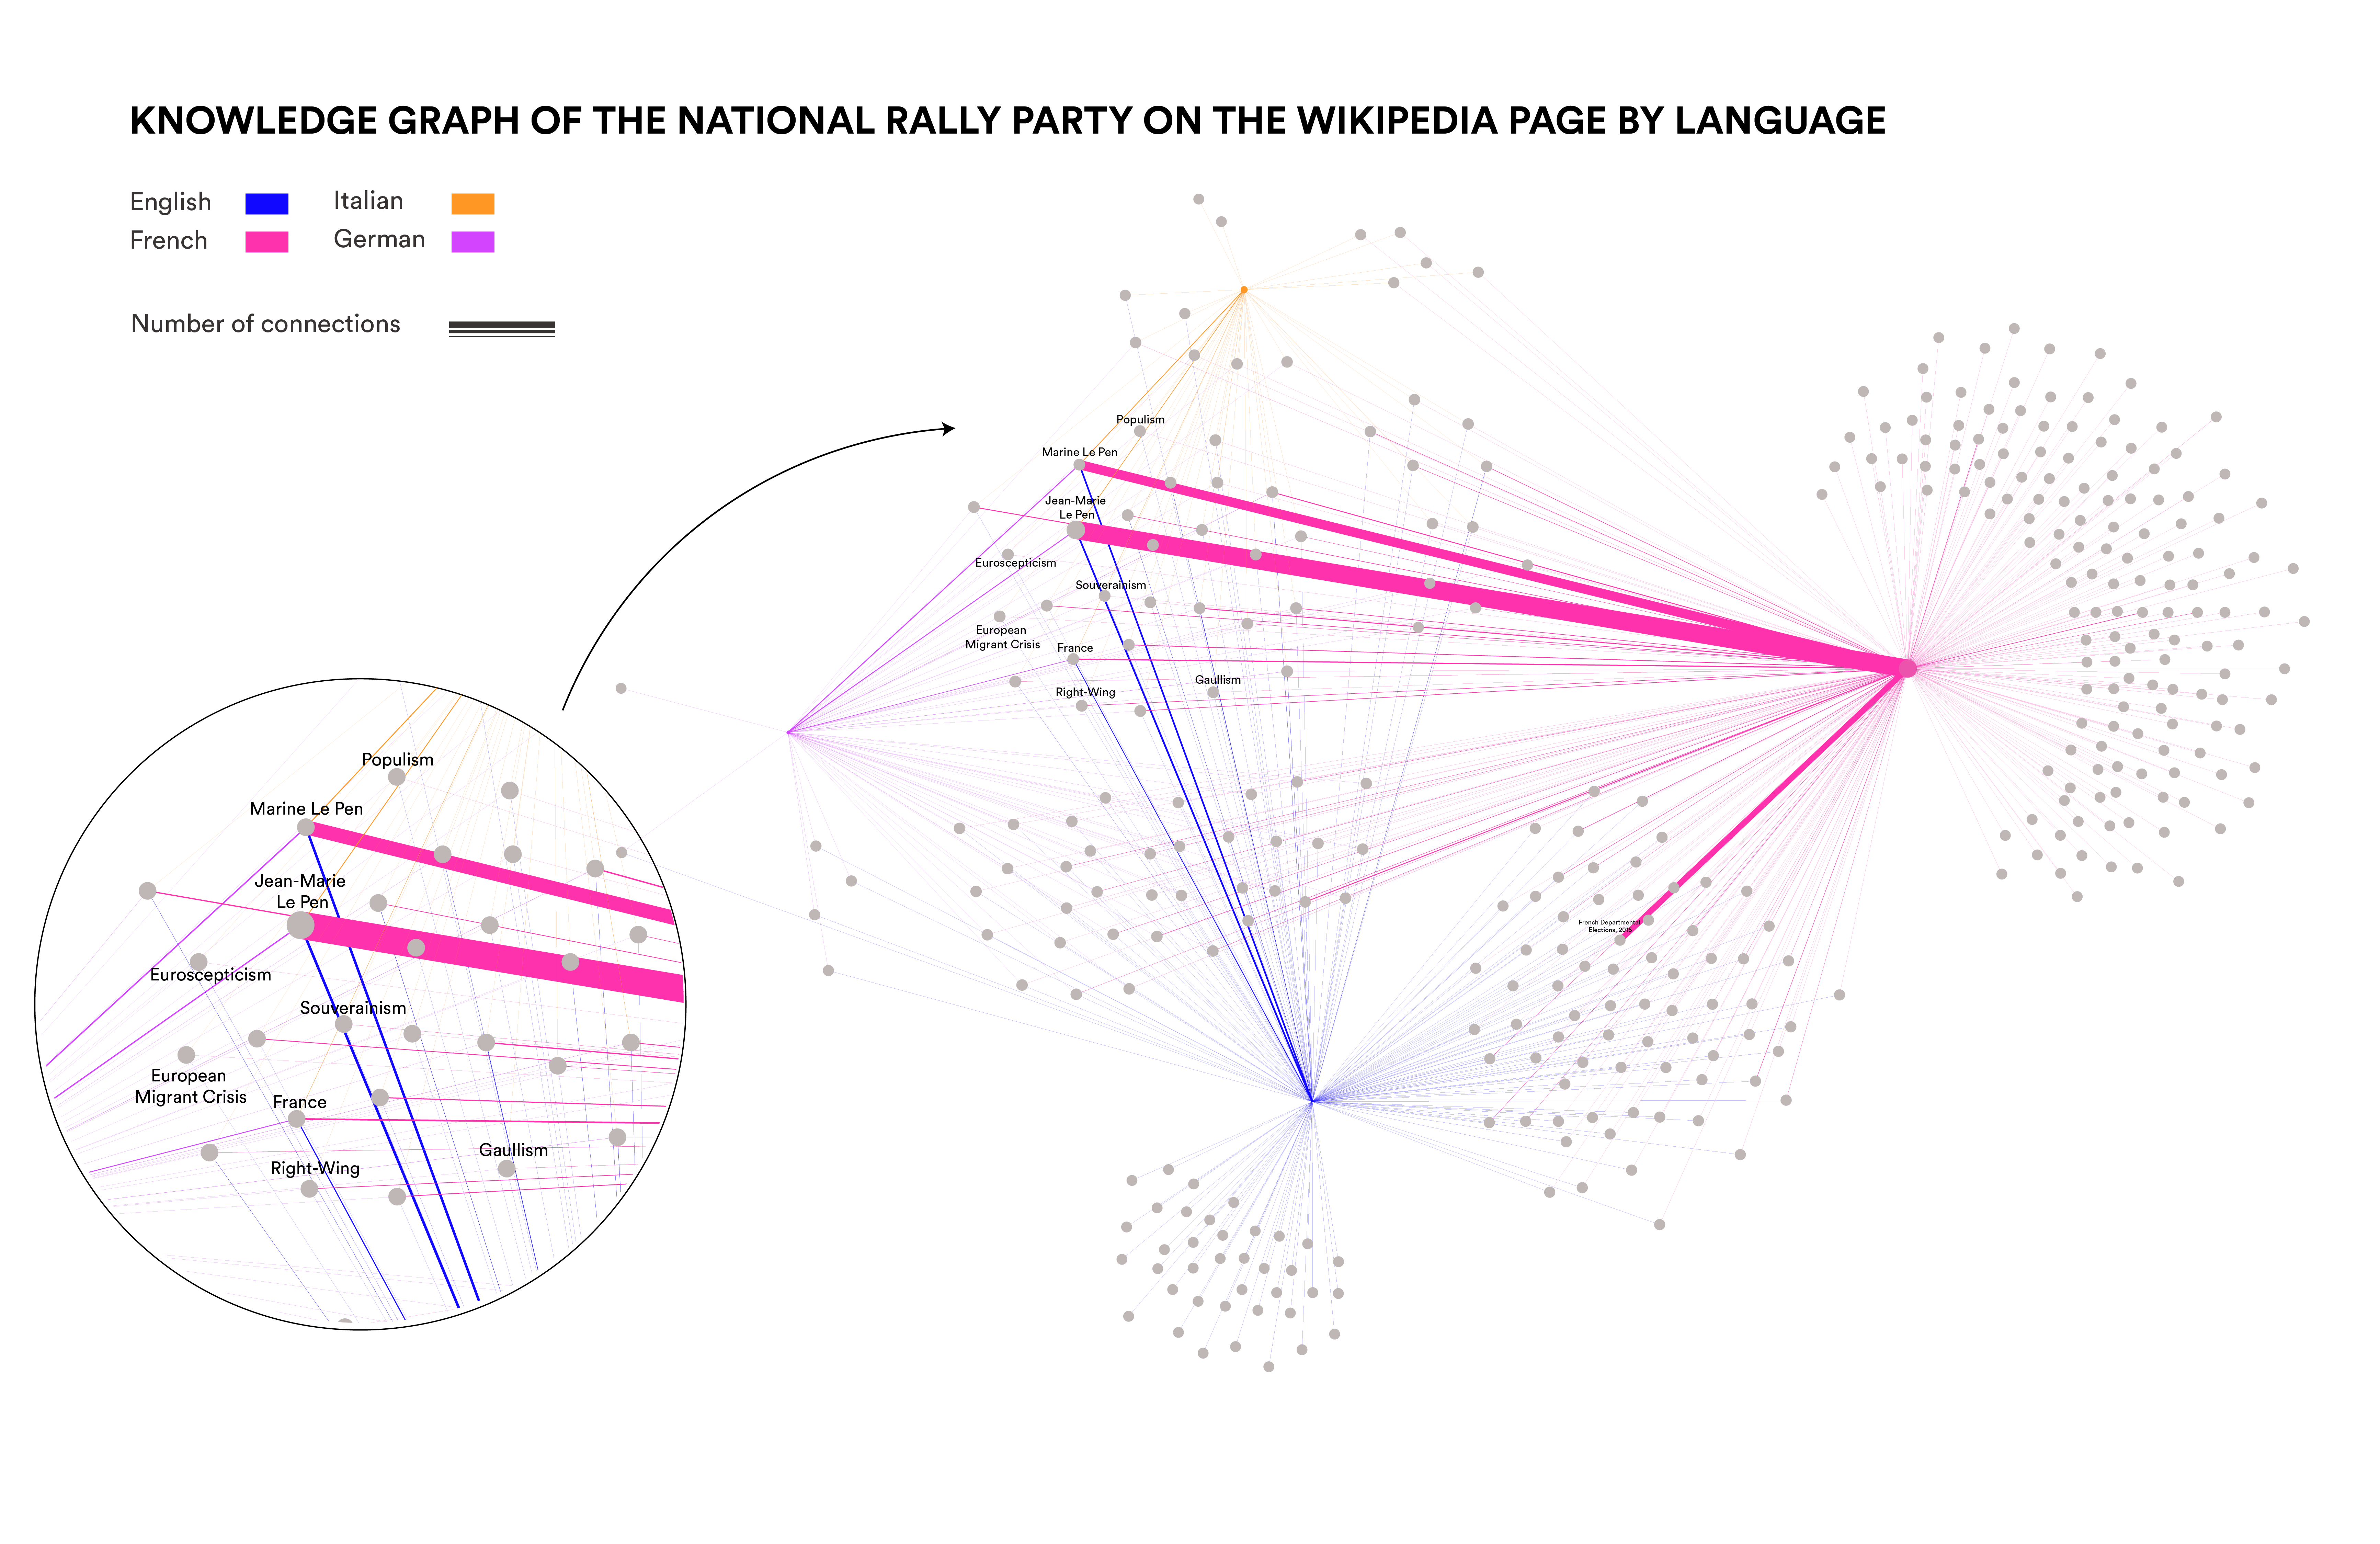 KNOWLEDGE GRAPH OF THE NATIONAL RALLY PARTY ON THE WIKIPEDIA PAGE BY LANGUAGE
English
Italian
French
German
Number of connections
Populism
Marine Le Pen
Jean-Marie
Le Pen
Euroscepticism
Souverainism
European
Migrant Crisis
France
Gaullism
Right-Wing
French Departmental
Elections, 2015
Populism
Marine Le Pen
Jean-Marie
Le Pen
Euroscepticism
Souverainism
European
Migrant Crisis
France
Gaullism
Right-Wing